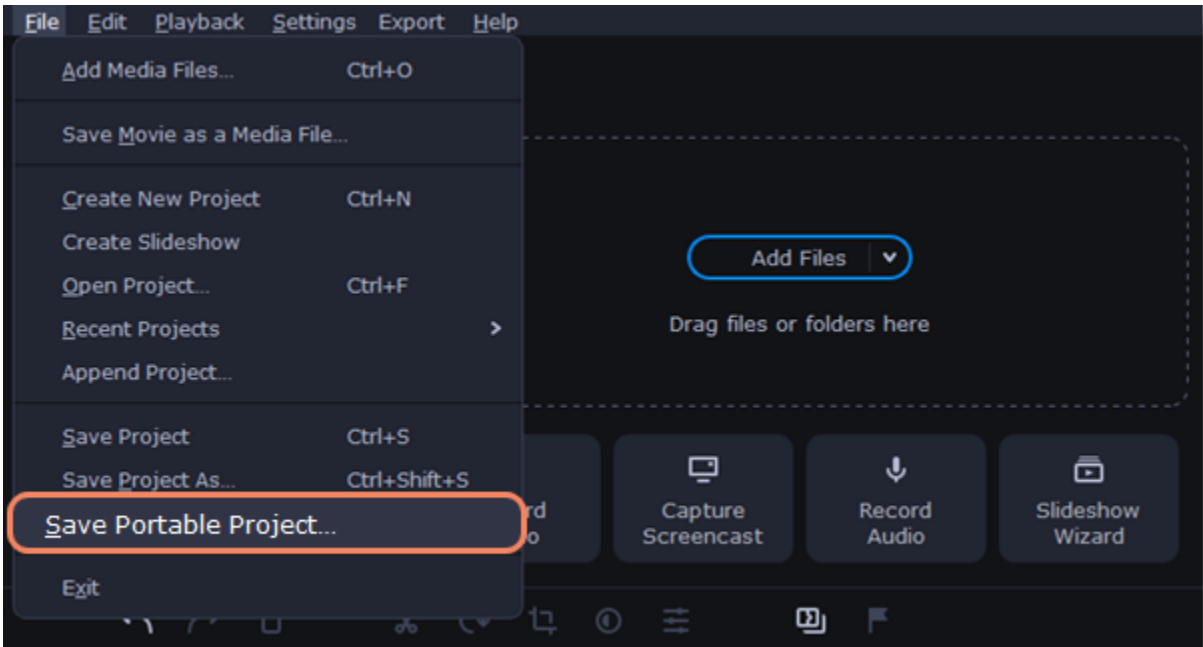 File Edit Playback Settings Export Help
Add Media Files... Ctrl+O
Save Movie as a Media File...
Create New Project Ctrl+N
Create Slideshow
Open Project... Ctrl+F
Recent Projects
Append Project...
Save Project Ctrl+S
Save Project As... Ctrl+Shift+S
Save Portable Project...
Exit
Add Files
Drag files or folders here
Capture
Screencast
Record
Audio
Slideshow
Wizard